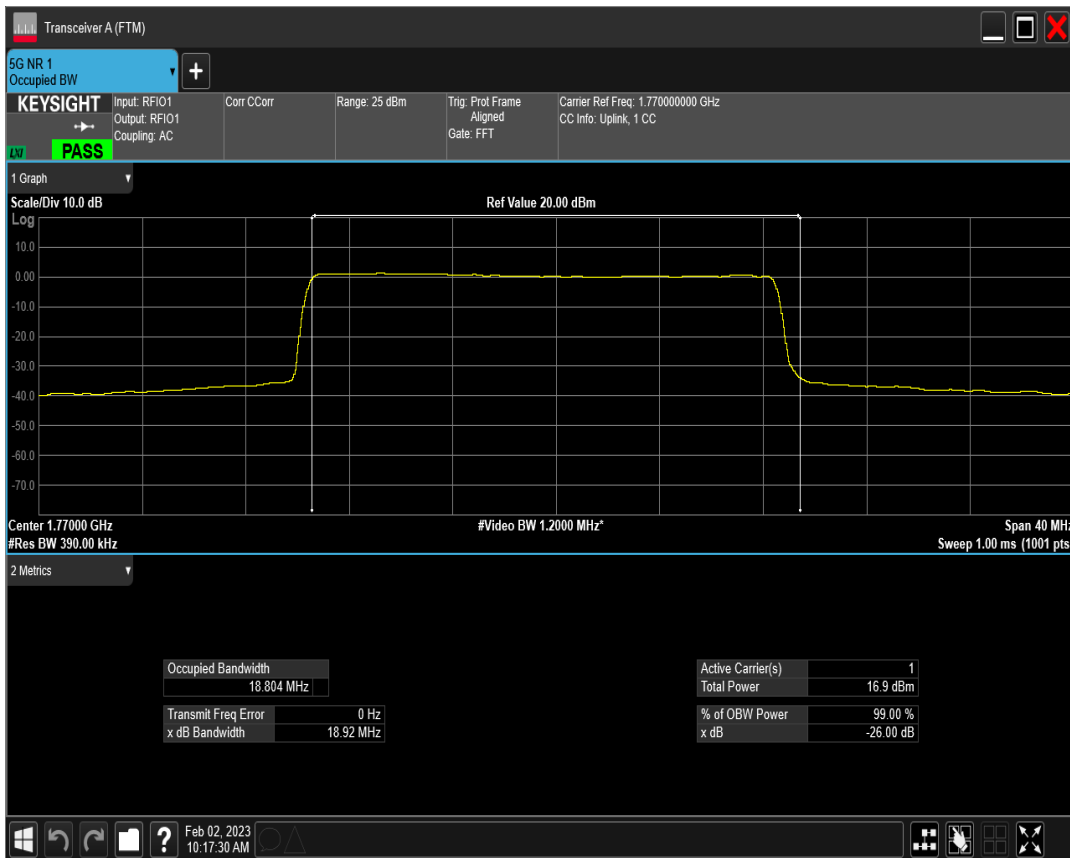 Transceiver A (FTM)
5G NR 1
Occupied BW
+
KEYSIGHT
LXI
PASS
Input: RFIO1
Output: RFIO1
Coupling: AC
Corr CCorr
Range: 25 dBm
Trig: Prot Frame
Aligned
Gate: FFT
Carrier Ref Freq: 1.770000000 GHz
CC Info: Uplink, 1 CC
1 Graph
Scale/Div 10.0 dB
Ref Value 20.00 dBm
Log
10.0
0.00
-10.0
-20.0
-30.0
-40.0
-50.0
-60.0
-70.0
Center 1.77000 GHz
#Video BW 1.2000 MHz*
Span 40 MHz
#Res BW 390.00 kHz
Sweep 1.00 ms (1001 pts
2 Metrics
Occupied Bandwidth
18.804 MHz
Transmit Freq Error 0 Hz
x dB Bandwidth 18.92 MHz
Active Carrier(s) 1
Total Power 16.9 dBm
% of OBW Power 99.00 %
x dB -26.00 dB
?
Feb 02, 2023
10:17:30 AM